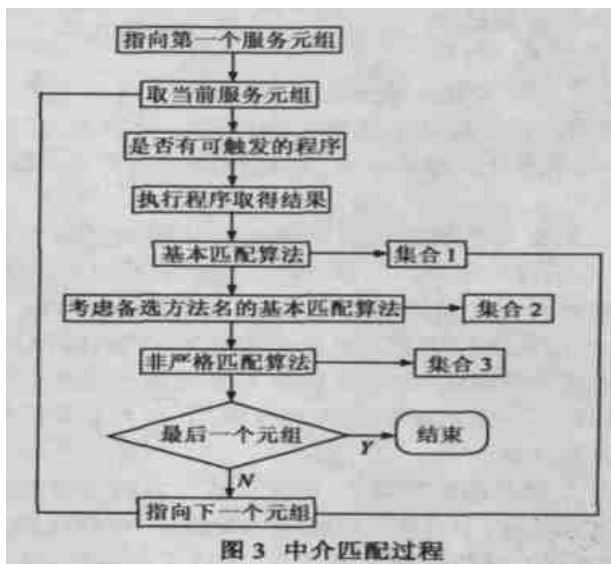 指向第一个服务元组
取当前服务元组
是否有可触发的程序
执行程序取得结果
基本匹配算法
集合1
考虑备选方法名的基本匹配算法
集合2
非严格匹配算法
集合3
最后一个元组
Y
结束
N
指向下一个元组
图3 中介匹配过程